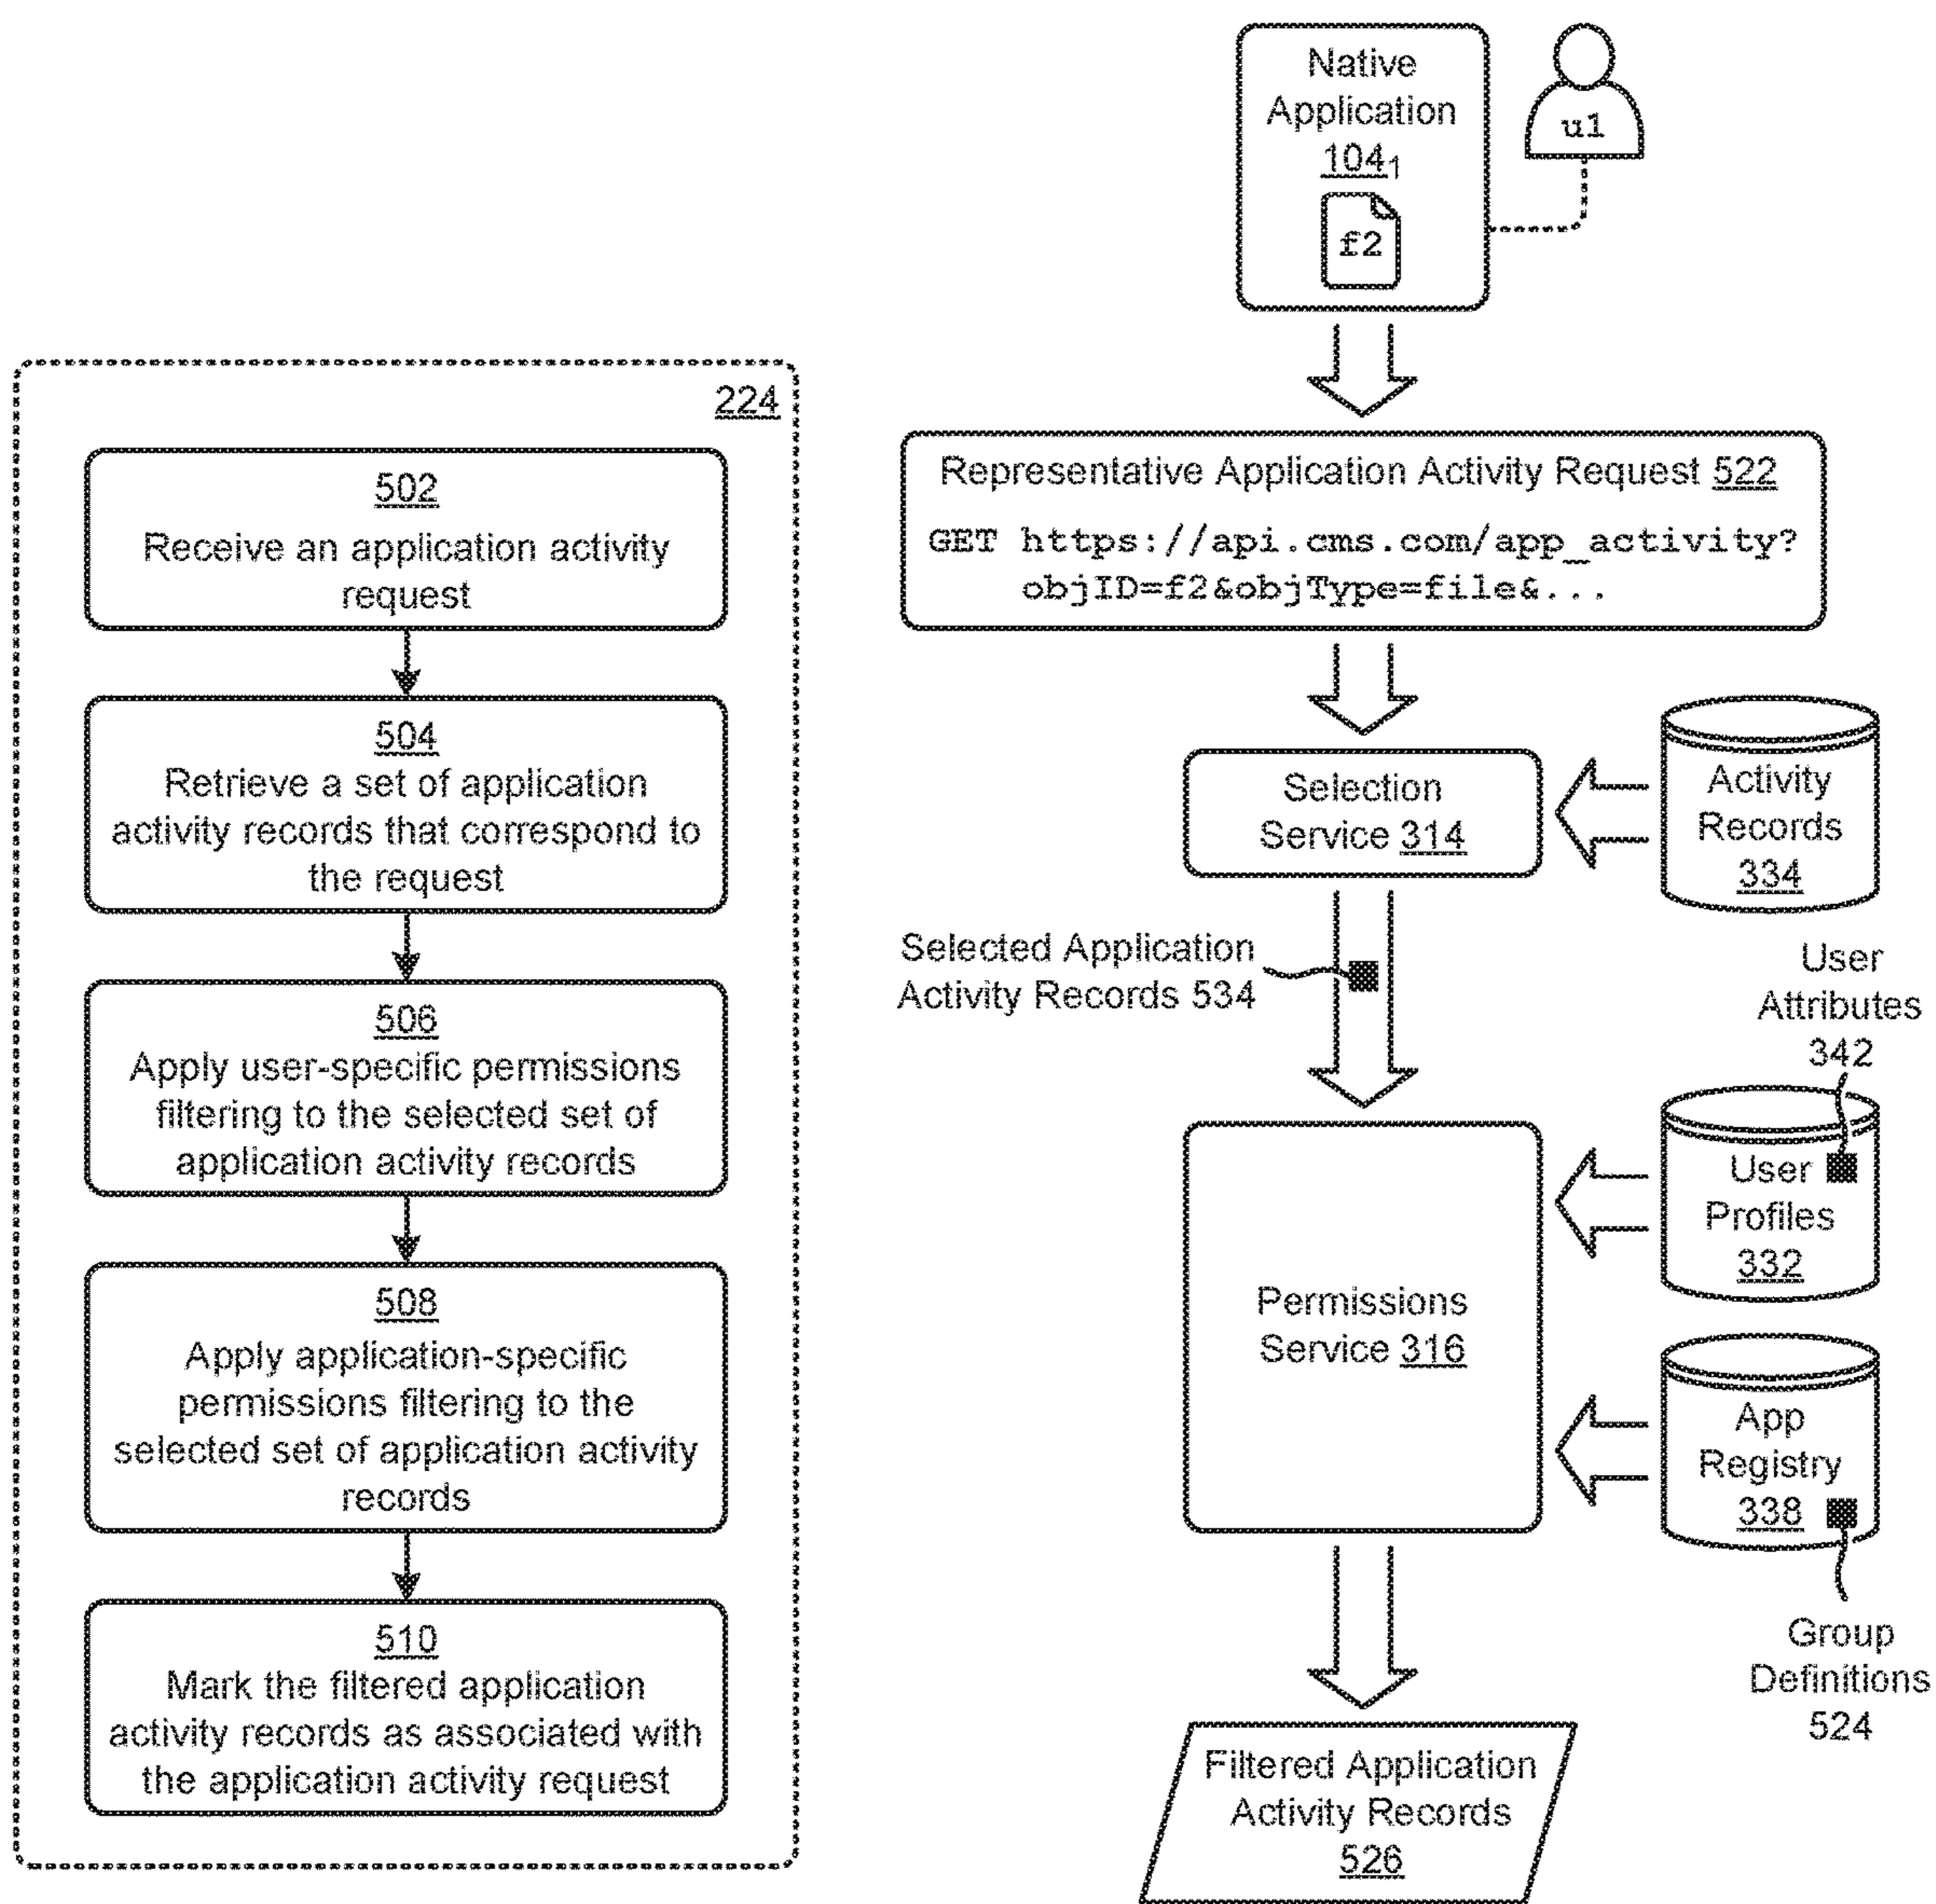 224
502
Receive an application activity
request
504
Retrieve a set of application
activity records that correspond to
the request
506
Apply user-specific permissions
filtering to the selected set of
application activity records
508
Apply application-specific
permissions filtering to the
selected set of application activity
records
510
Mark the filtered application
activity records as associated with
the application activity request
Native
Application
104₁
f2
u1
Representative Application Activity Request 522
GET https://api.cms.com/app_activity?
objID=f2&objType=file&...
Selection
Service 314
Activity
Records
334
Selected Application
Activity Records 534
User
Attributes
342
Permissions
Service 316
User
Profiles
332
App
Registry
338
Group
Definitions
524
Filtered Application
Activity Records
526